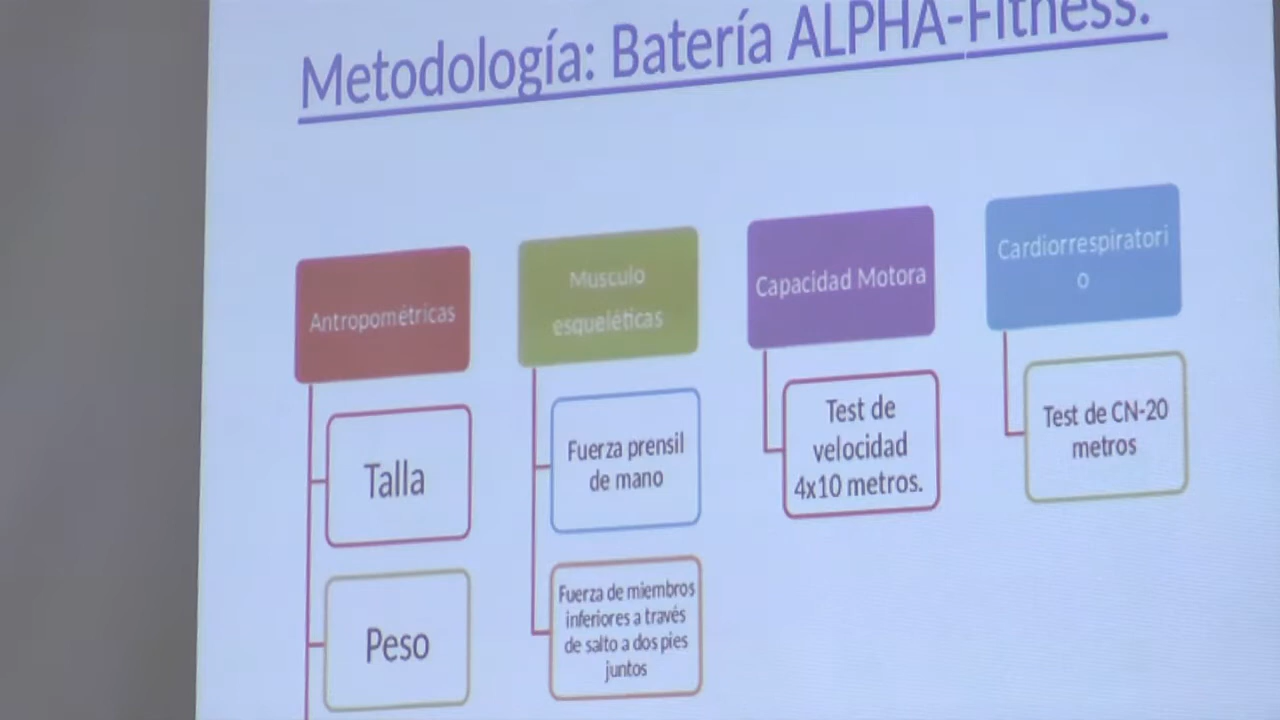 Metodología: Batería ALPHA-Fitness.
Antropométricas
Talla
Peso
Musculo
esqueléticas
Fuerza prensil
de mano
Fuerza de miembros
inferiores a través
de salto a dos pies
juntos
Capacidad Motora
Test de
velocidad
4x10 metros.
Cardiorrespiratori
o
Test de CN-20
metros